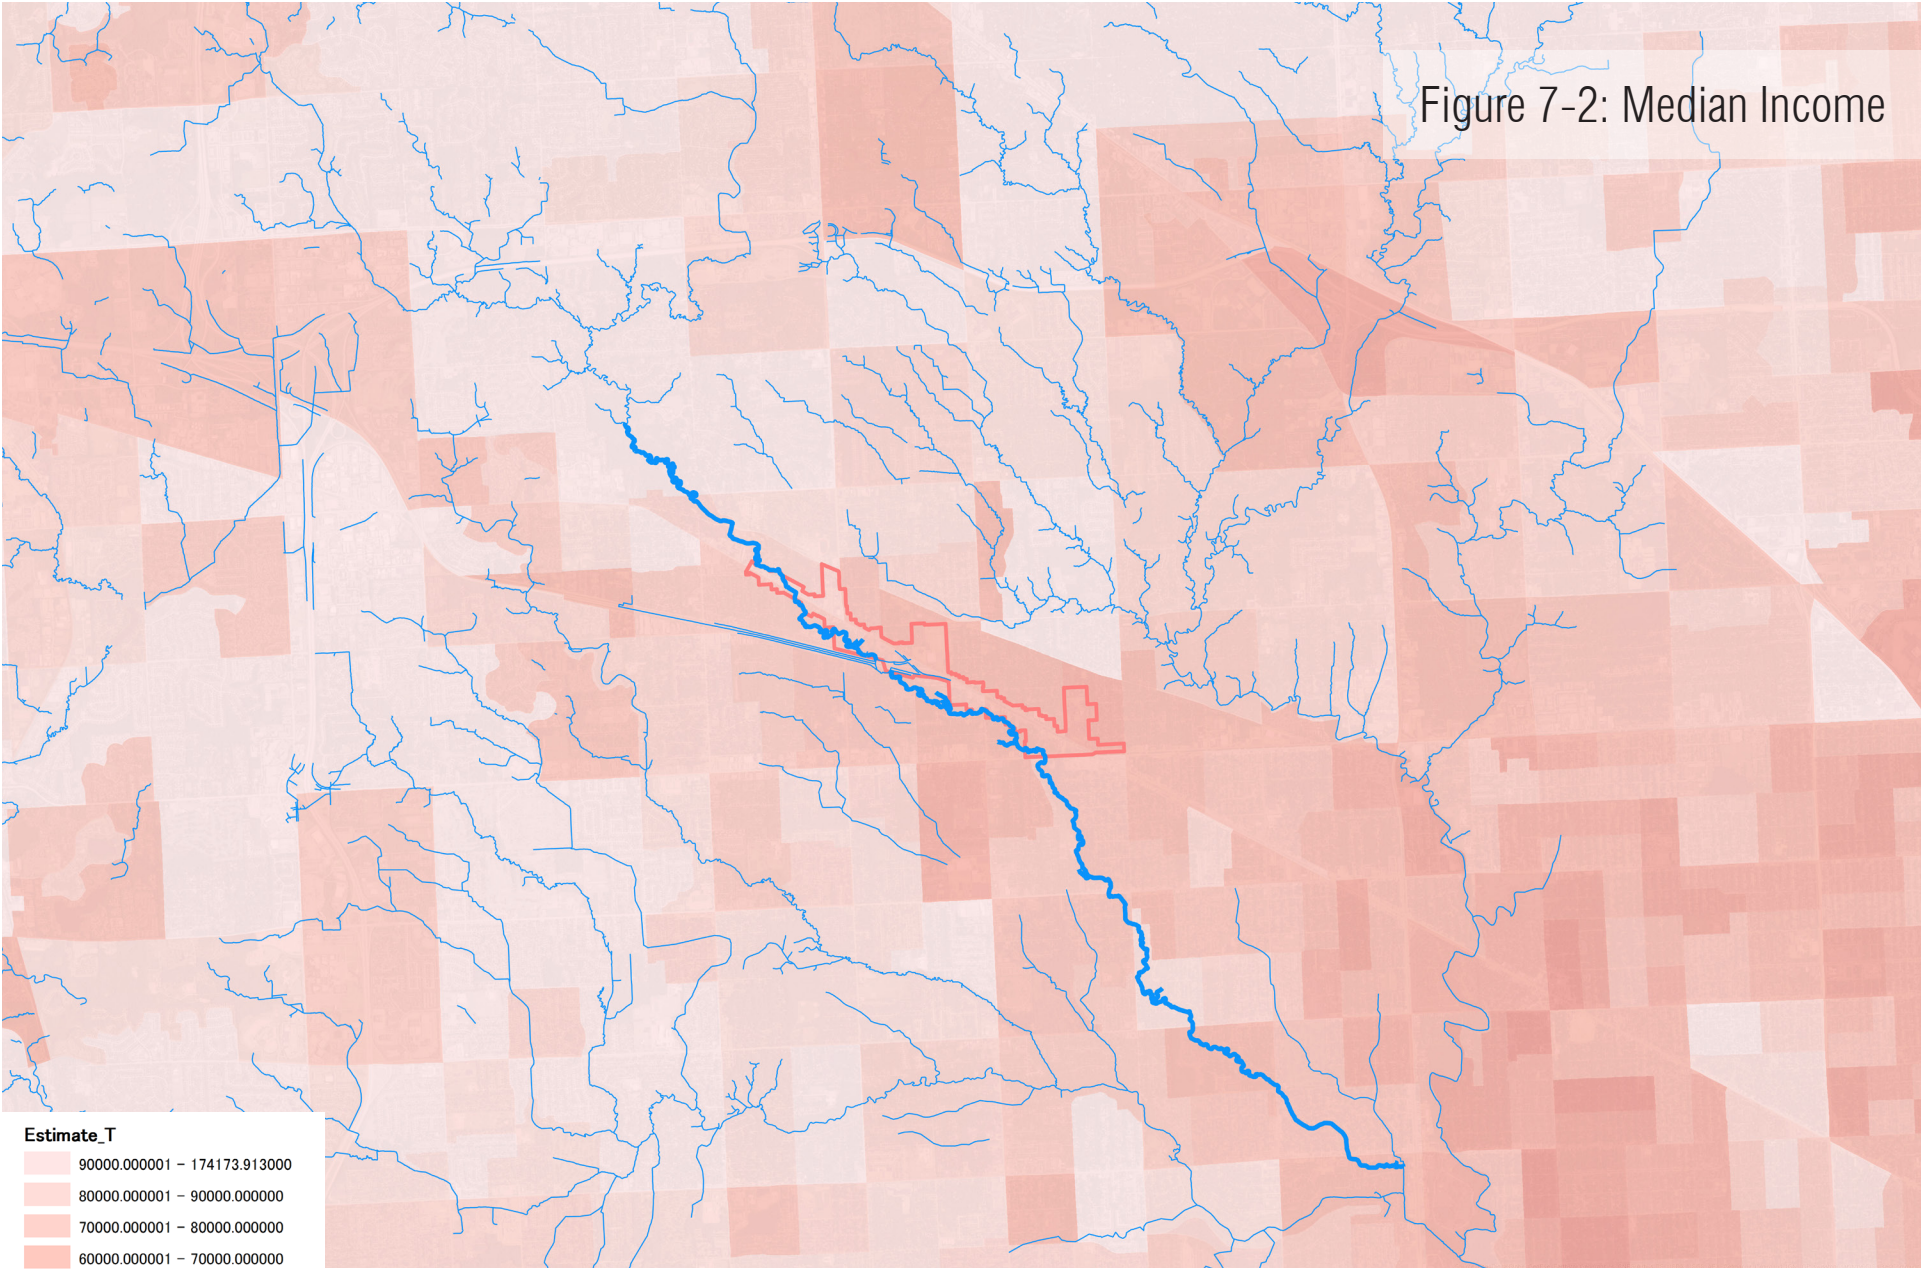 Figure 7-2: Median Income
Estimate_T
90000.000001 - 174173.913000
80000.000001 - 90000.000000
70000.000001 - 80000.000000
60000.000001 - 70000.000000